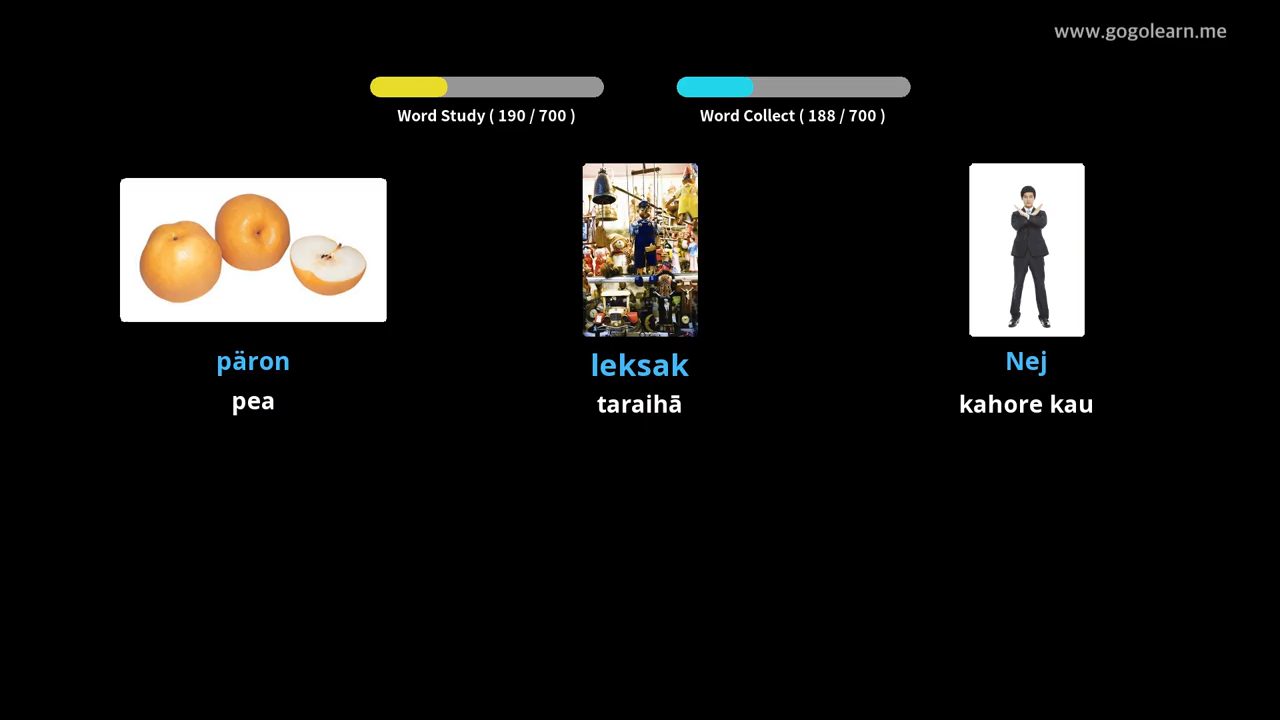 www.gogolearn.me
Word Study ( 190 / 700 )
Word Collect ( 188 / 700 )
päron
leksak
Nej
pea
taraihā
kahore kau